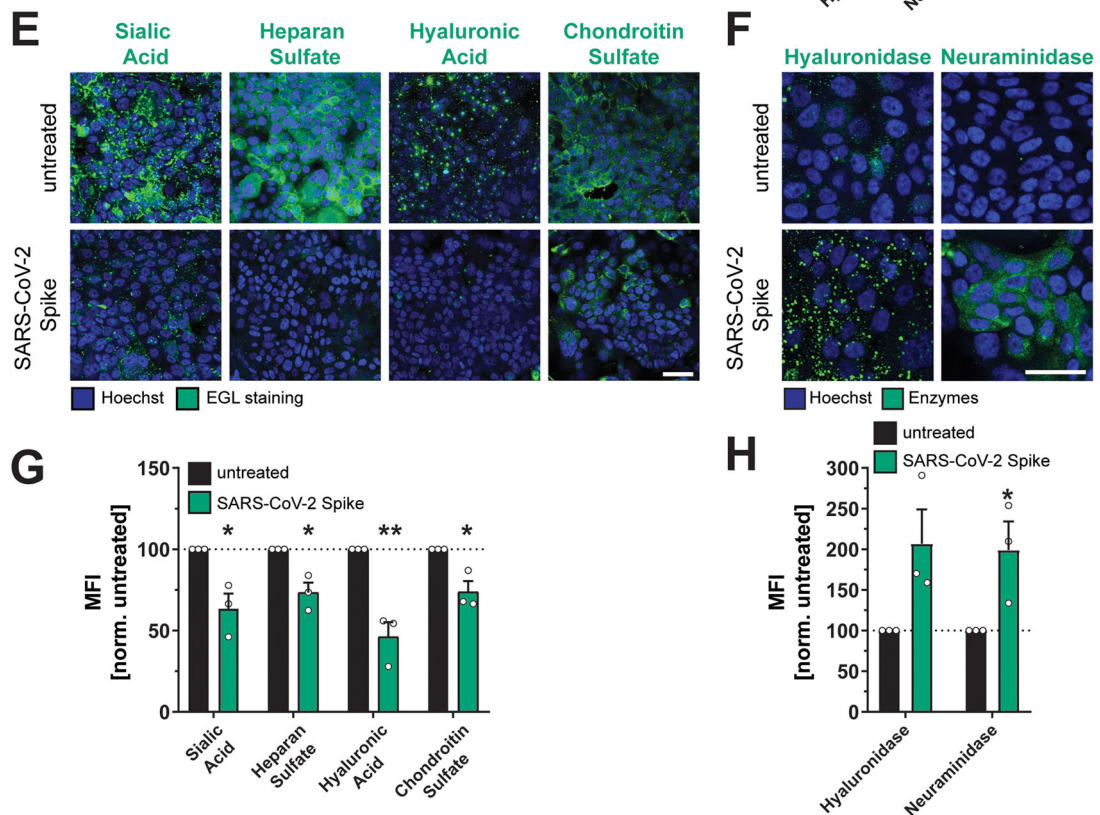 E
Sialic Acid
Heparan Sulfate
Hyaluronic Acid
Chondroitin Sulfate
untreated
SARS-CoV-2 Spike
Hoechst
EGL staining
F
Hyaluronidase
Neuraminidase
untreated
SARS-CoV-2 Spike
Hoechst
Enzymes
G
untreated
SARS-CoV-2 Spike
MFI
[norm. untreated]
150
100
50
0
*
*
**
*
Sialic Acid
Heparan Sulfate
Hyaluronic Acid
Chondroitin Sulfate
H
untreated
SARS-CoV-2 Spike
MFI
[norm. untreated]
300
250
200
150
100
50
0
*
Hyaluronidase
Neuraminidase